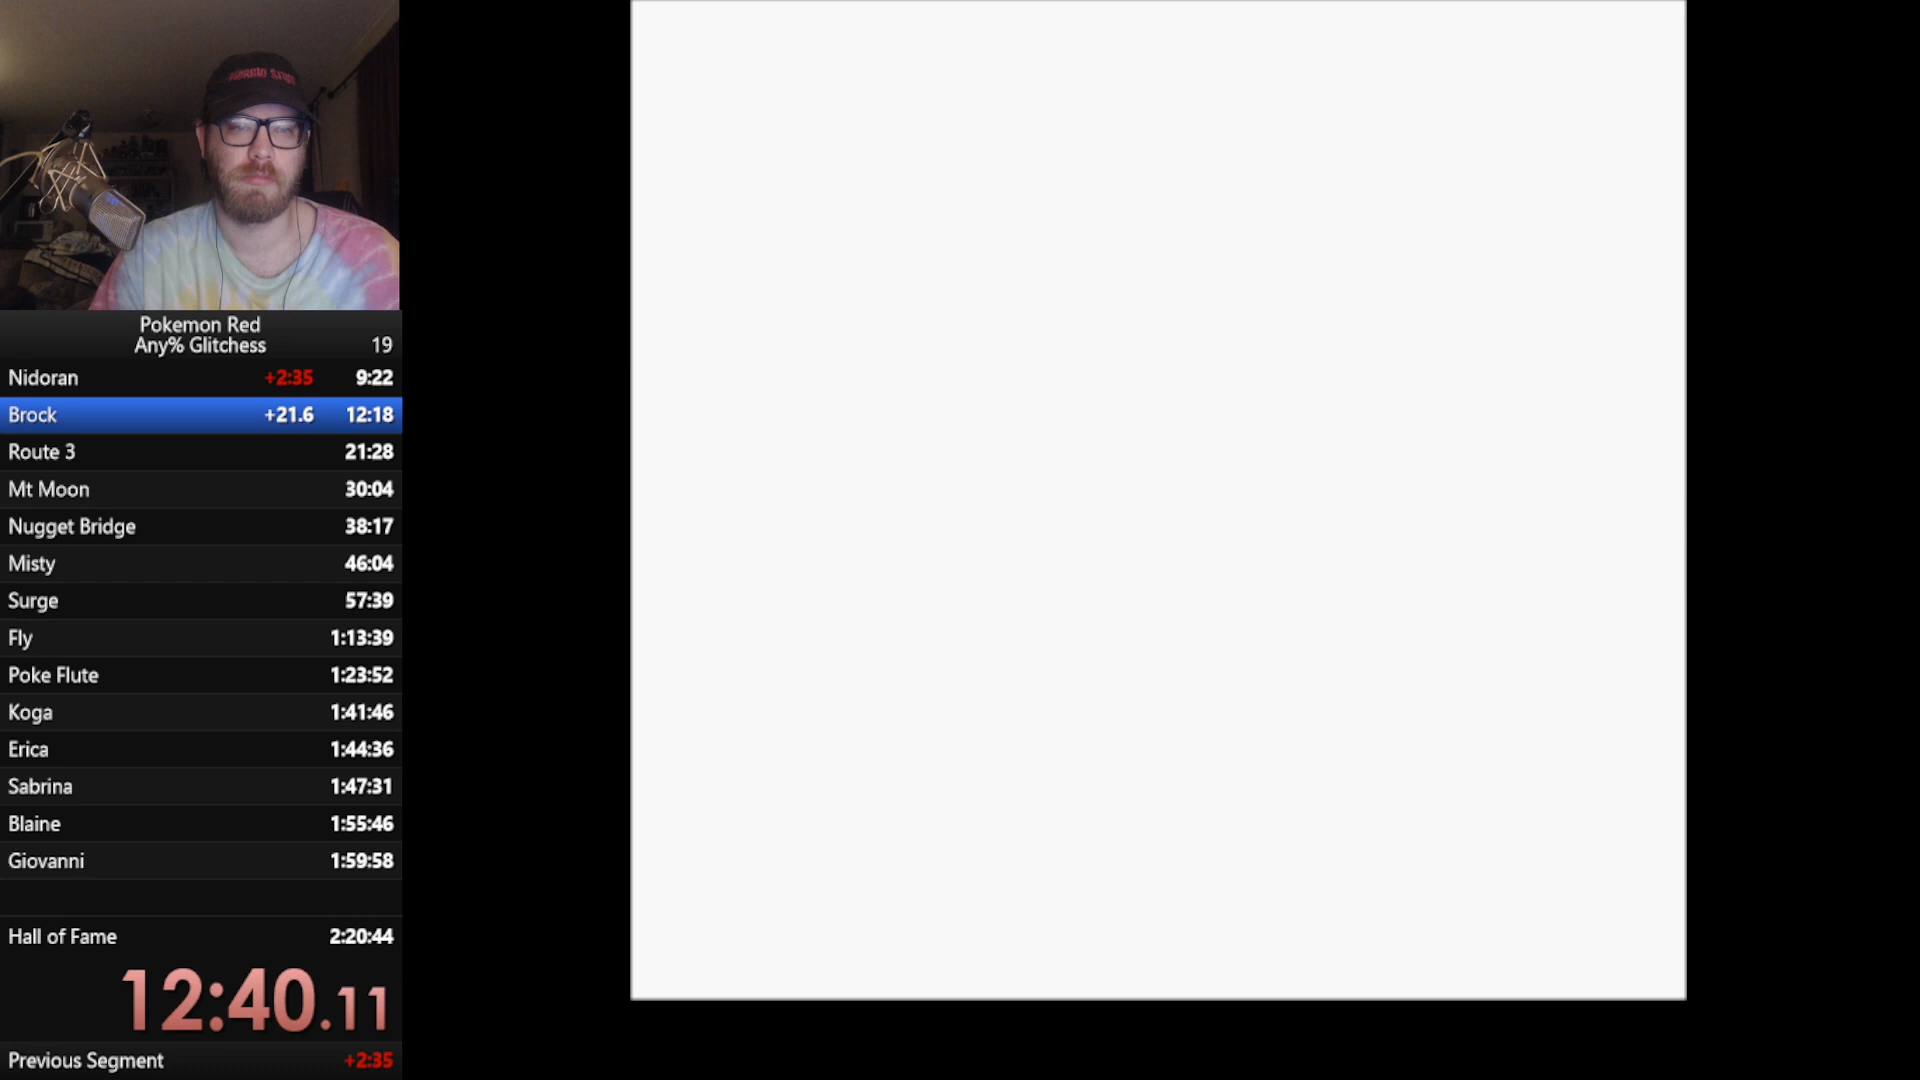 Pokemon Red
Any% Glitchess 19
Nidoran +2:35 9:22
Brock +21.6 12:18
Route 3 21:28
Mt Moon 30:04
Nugget Bridge 38:17
Misty 46:04
Surge 57:39
Fly 1:13:39
Poke Flute 1:23:52
Koga 1:41:46
Erica 1:44:36
Sabrina 1:47:31
Blaine 1:55:46
Giovanni 1:59:58
Hall of Fame 2:20:44
12:40.11
Previous Segment +2:35